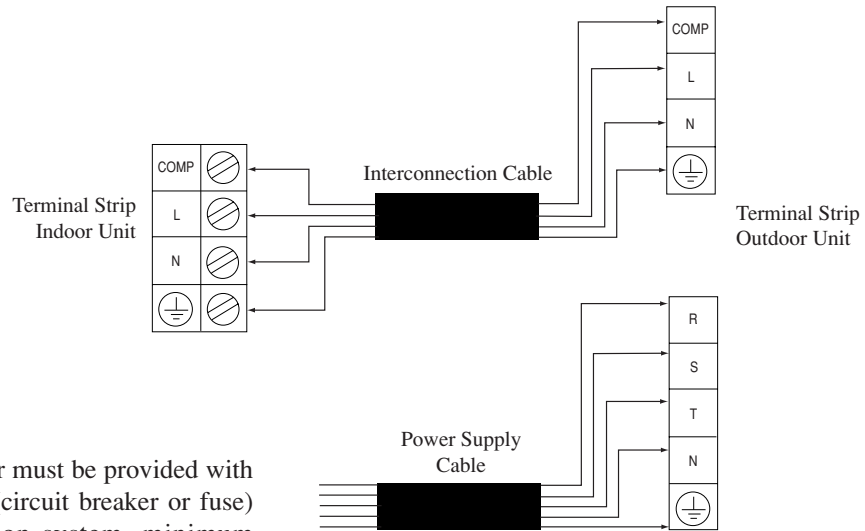 COMP
L
N
COMP
L
N
Terminal Strip
Indoor Unit
Interconnection Cable
Terminal Strip
Outdoor Unit
R
S
T
N
Power Supply
Cable
r must be provided with
circuit breaker or fuse)
minimum